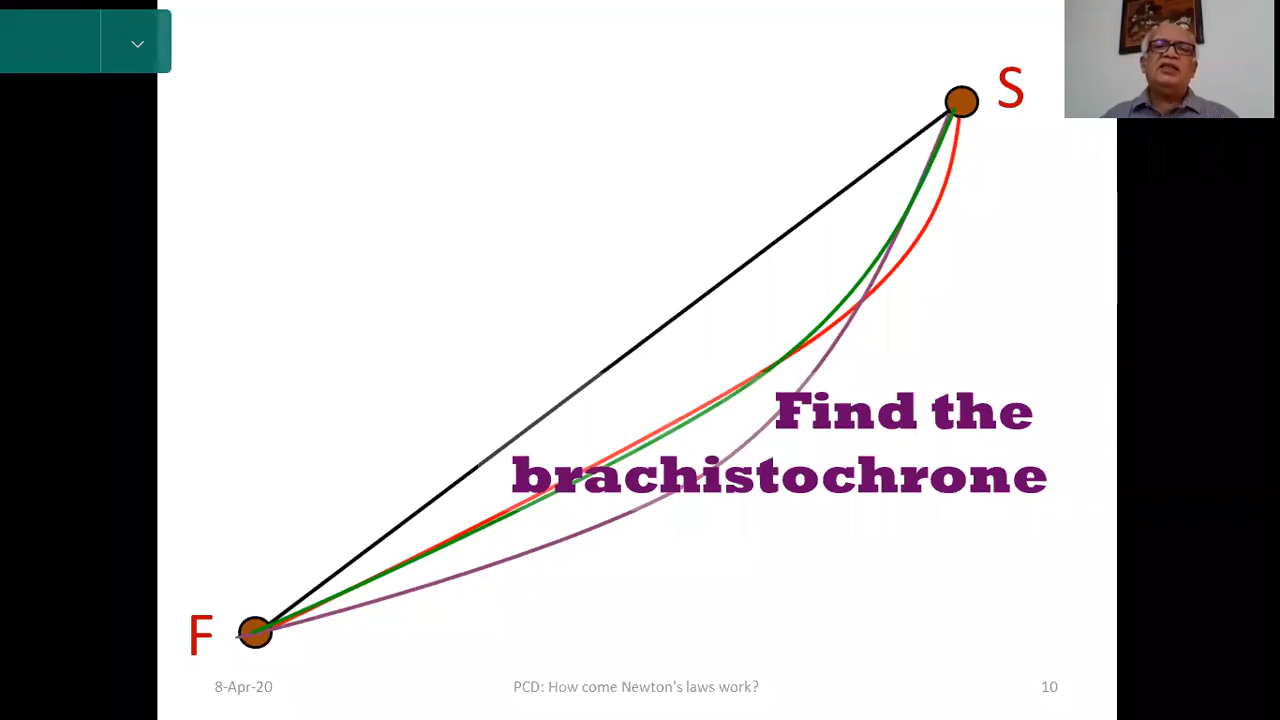 S
Find the
brachistochrone
F
8-Apr-20
PCD: How come Newton's laws work?
10